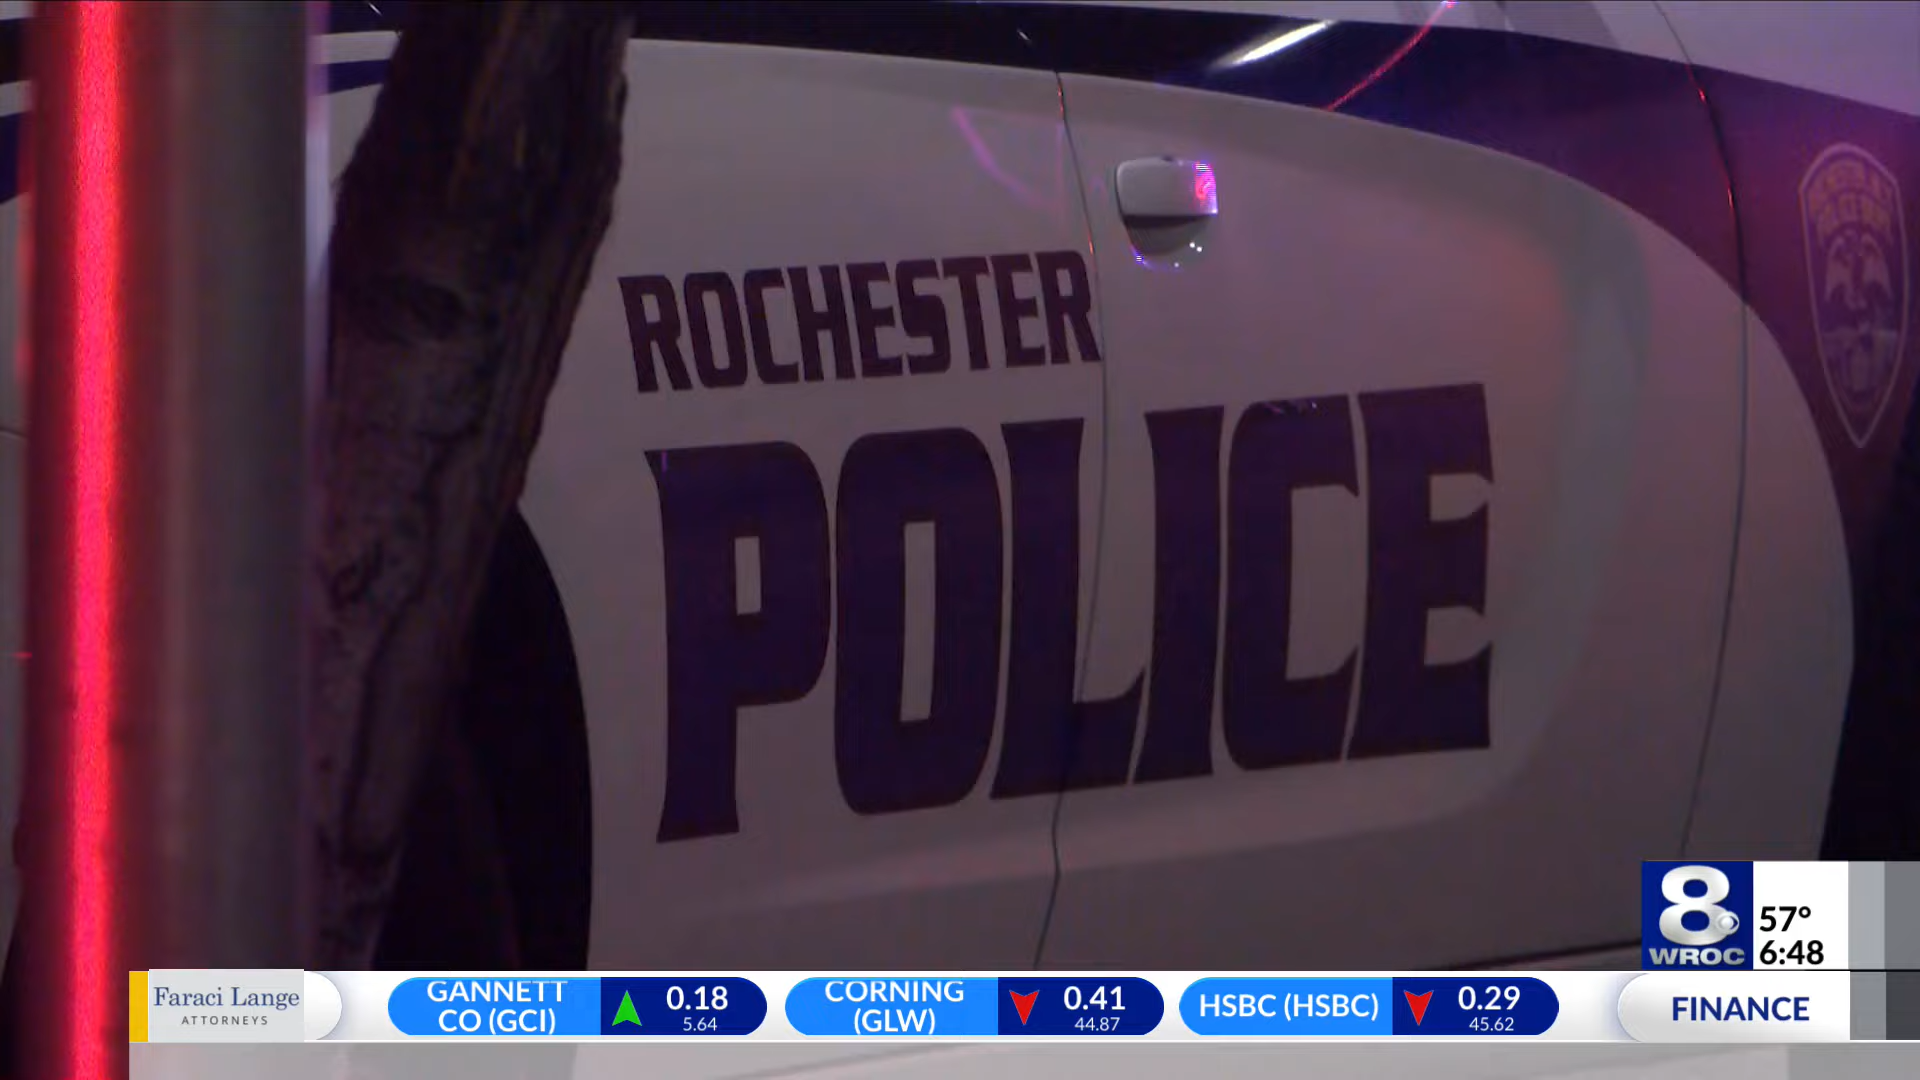 ROCHESTER
POLICE
8
WROC
57°
6:48
Faraci Lange
ATTORNEYS
GANNETT
CO (GCI)
0.18
5.64
CORNING
(GLW)
0.41
44.87
HSBC (HSBC)
0.29
45.62
FINANCE